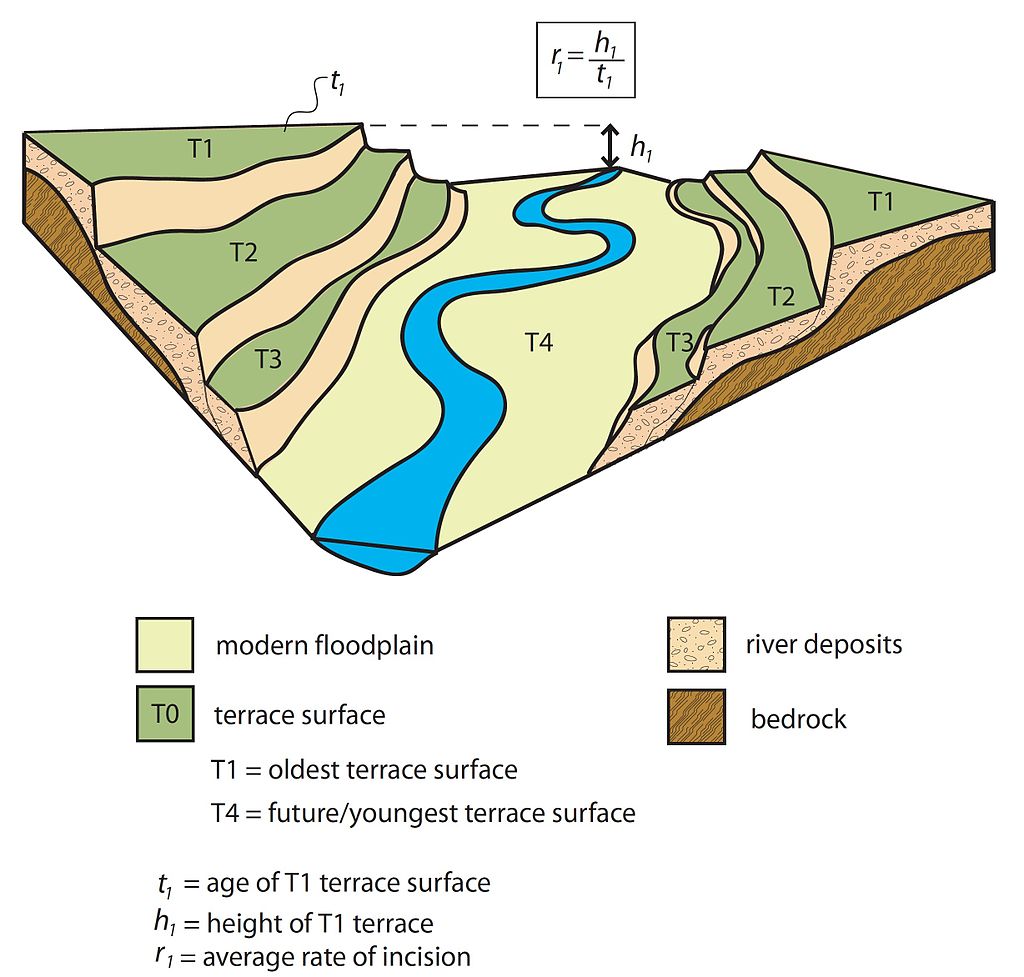 r1 = h1/t1
t1
h1
T1
T1
T2
T2
T3
T3
T4
modern floodplain
river deposits
T0
terrace surface
bedrock
T1 = oldest terrace surface
T4 = future/youngest terrace surface
t1 = age of T1 terrace surface
h1 = height of T1 terrace
r1 = average rate of incision